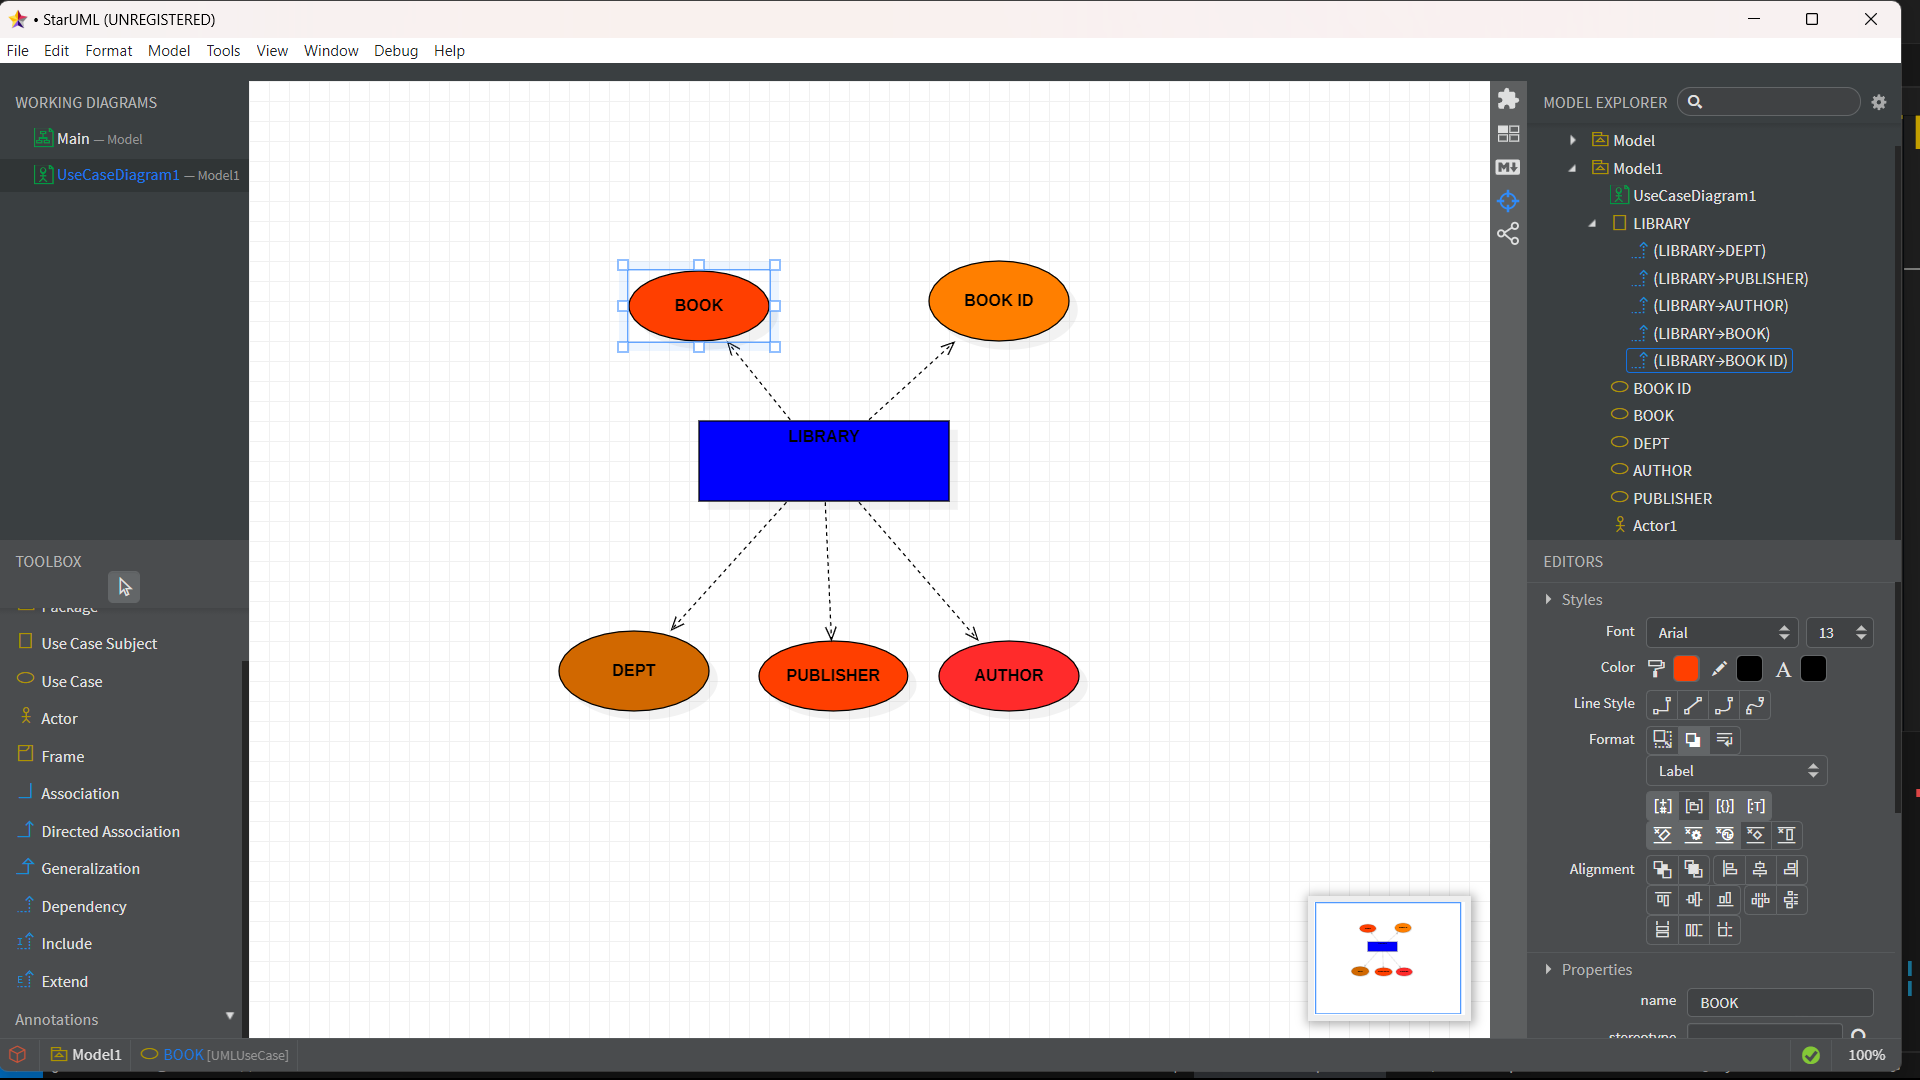 • StarUML (UNREGISTERED)
File Edit Format Model Tools View Window Debug Help
WORKING DIAGRAMS
Main — Model
UseCaseDiagram1 — Model1
TOOLBOX
Package
Use Case Subject
Use Case
Actor
Frame
Association
Directed Association
Generalization
Dependency
Include
Extend
Annotations
BOOK
BOOK ID
LIBRARY
DEPT
PUBLISHER
AUTHOR
MODEL EXPLORER
Model
Model1
UseCaseDiagram1
LIBRARY
(LIBRARY→DEPT)
(LIBRARY→PUBLISHER)
(LIBRARY→AUTHOR)
(LIBRARY→BOOK)
(LIBRARY→BOOK ID)
BOOK ID
BOOK
DEPT
AUTHOR
PUBLISHER
Actor1
EDITORS
Styles
Font Arial 13
Color A
Line Style
Format
Label
Alignment
Properties
name BOOK
stereotype
Model1 BOOK [UMLUseCase]
100%